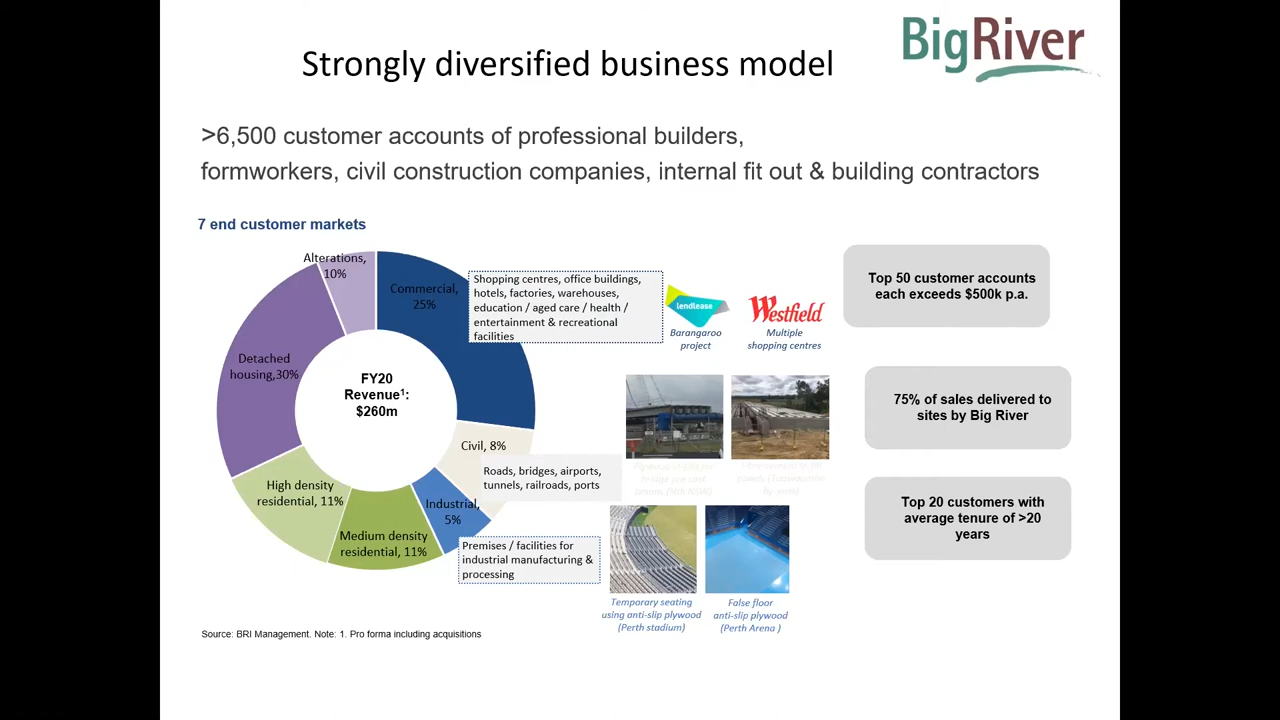 BigRiver
Strongly diversified business model
>6,500 customer accounts of professional builders,
formworkers, civil construction companies, internal fit out & building contractors
7 end customer markets
Alterations,
10%
Commercial,
25%
Detached
housing,30%
FY20
Revenue¹:
$260m
Civil, 8%
High density
residential, 11%
Industrial,
5%
Medium density
residential, 11%
Shopping centres, office buildings,
hotels, factories, warehouses,
education / aged care / health /
entertainment & recreational
facilities
Roads, bridges, airports,
tunnels, railroads, ports
Premises / facilities for
industrial manufacturing &
processing
lendlease
Barangaroo
project
Westfield
Multiple
shopping centres
Temporary seating
using anti-slip plywood
(Perth stadium)
False floor
anti-slip plywood
(Perth Arena )
Top 50 customer accounts
each exceeds $500k p.a.
75% of sales delivered to
sites by Big River
Top 20 customers with
average tenure of >20
years
Source: BRI Management. Note: 1. Pro forma including acquisitions